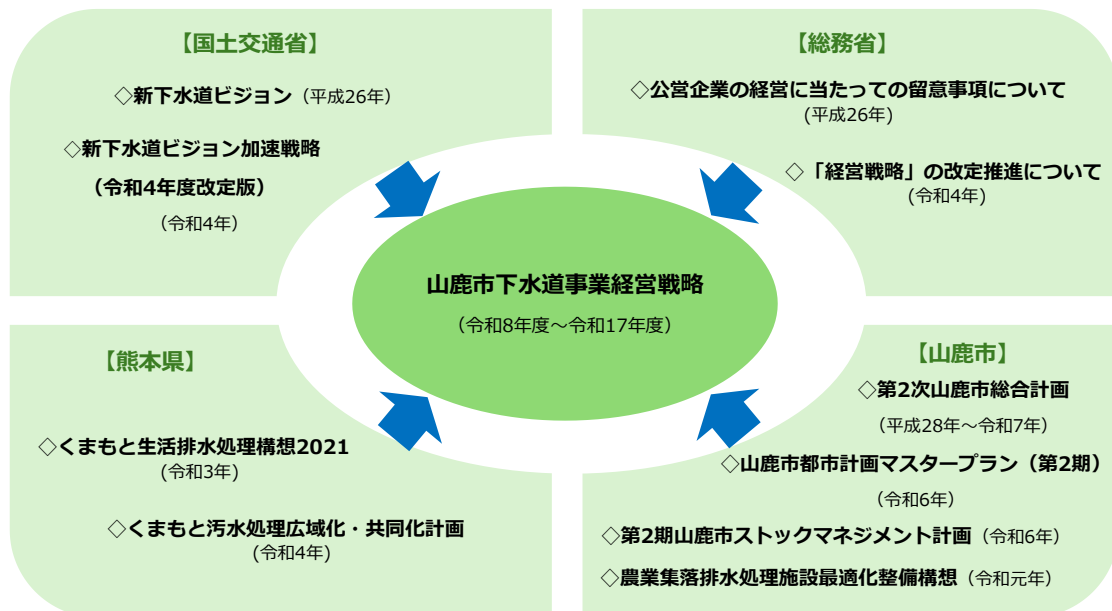 【国土交通省】
◇新下水道ビジョン（平成26年）
◇新下水道ビジョン加速戦略
（令和4年度改定版）
（令和4年）
【総務省】
◇公営企業の経営に当たっての留意事項について
(平成26年)
◇「経営戦略」の改定推進について
(令和4年)
山鹿市下水道事業経営戦略
（令和8年度～令和17年度）
【熊本県】
◇くまもと生活排水処理構想2021
(令和3年)
◇くまもと汚水処理広域化・共同化計画
(令和4年)
【山鹿市】
◇第2次山鹿市総合計画
（平成28年～令和7年）
◇山鹿市都市計画マスタープラン（第2期）
（令和6年）
◇第2期山鹿市ストックマネジメント計画（令和6年）
◇農業集落排水処理施設最適化整備構想（令和元年）